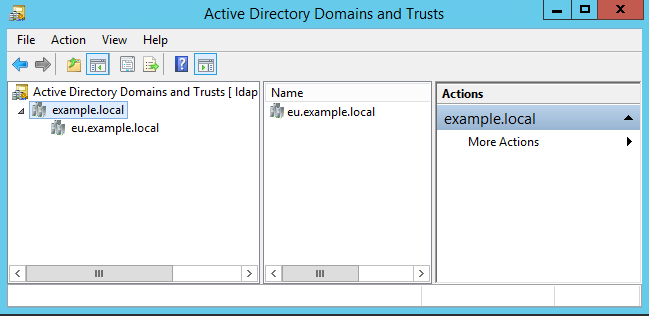 Active Directory Domains and Trusts
File Action View Help
Active Directory Domains and Trusts [ ldap
example.local
eu.example.local
Name
eu.example.local
Actions
example.local
More Actions